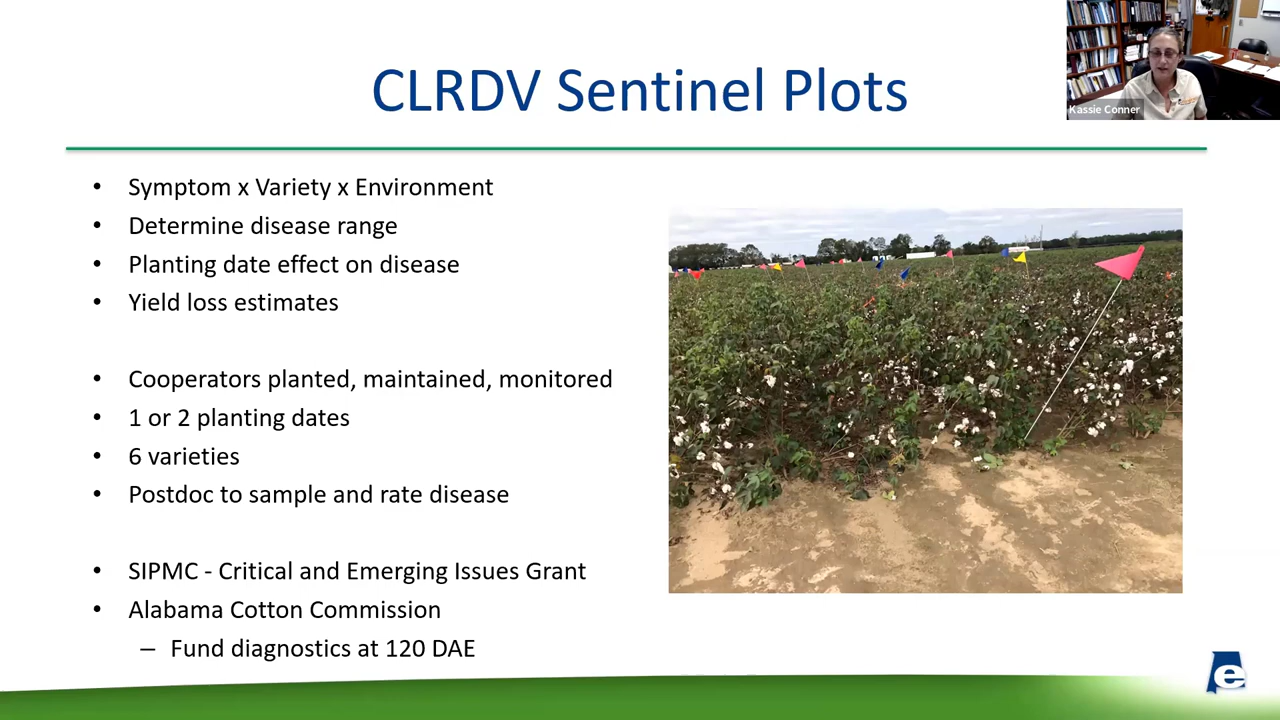 CLRDV Sentinel Plots
Kassie Conner
• Symptom x Variety x Environment
• Determine disease range
• Planting date effect on disease
• Yield loss estimates
• Cooperators planted, maintained, monitored
• 1 or 2 planting dates
• 6 varieties
• Postdoc to sample and rate disease
• SIPMC - Critical and Emerging Issues Grant
• Alabama Cotton Commission
– Fund diagnostics at 120 DAE
e